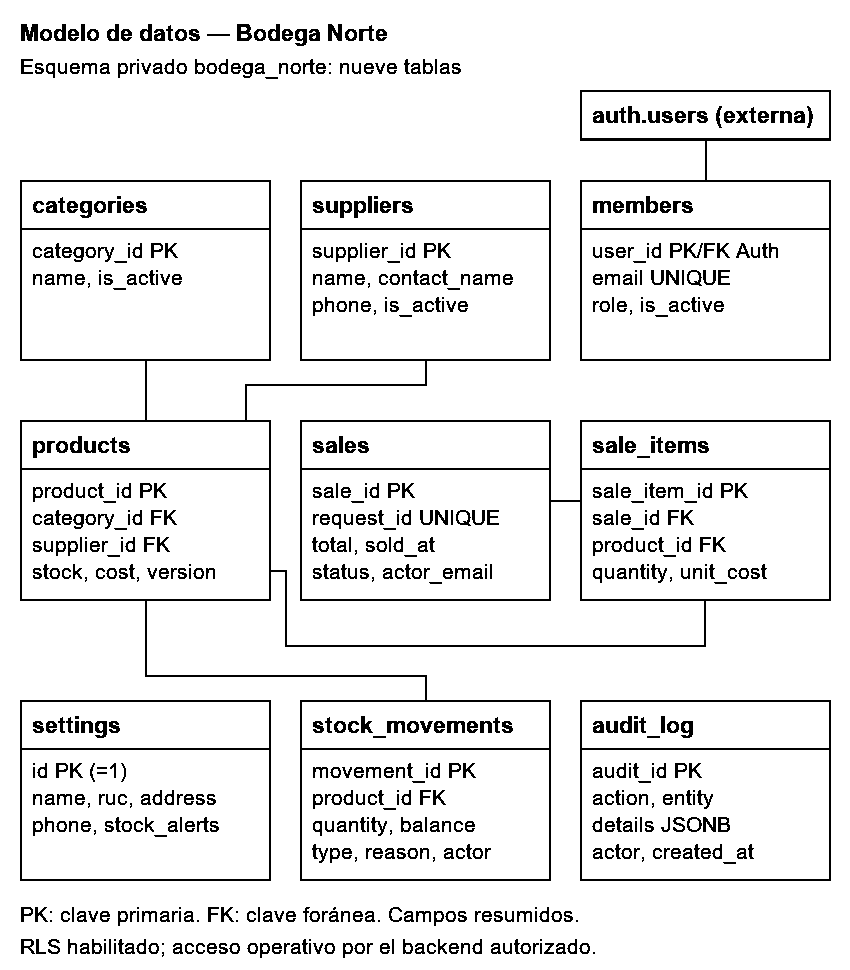 Modelo de datos — Bodega Norte
Esquema privado bodega_norte: nueve tablas
auth.users (externa)
categories
category_id PK
name, is_active
suppliers
supplier_id PK
name, contact_name
phone, is_active
members
user_id PK/FK Auth
email UNIQUE
role, is_active
products
product_id PK
category_id FK
supplier_id FK
stock, cost, version
sales
sale_id PK
request_id UNIQUE
total, sold_at
status, actor_email
sale_items
sale_item_id PK
sale_id FK
product_id FK
quantity, unit_cost
settings
id PK (=1)
name, ruc, address
phone, stock_alerts
stock_movements
movement_id PK
product_id FK
quantity, balance
type, reason, actor
audit_log
audit_id PK
action, entity
details JSONB
actor, created_at
PK: clave primaria. FK: clave foránea. Campos resumidos.
RLS habilitado; acceso operativo por el backend autorizado.